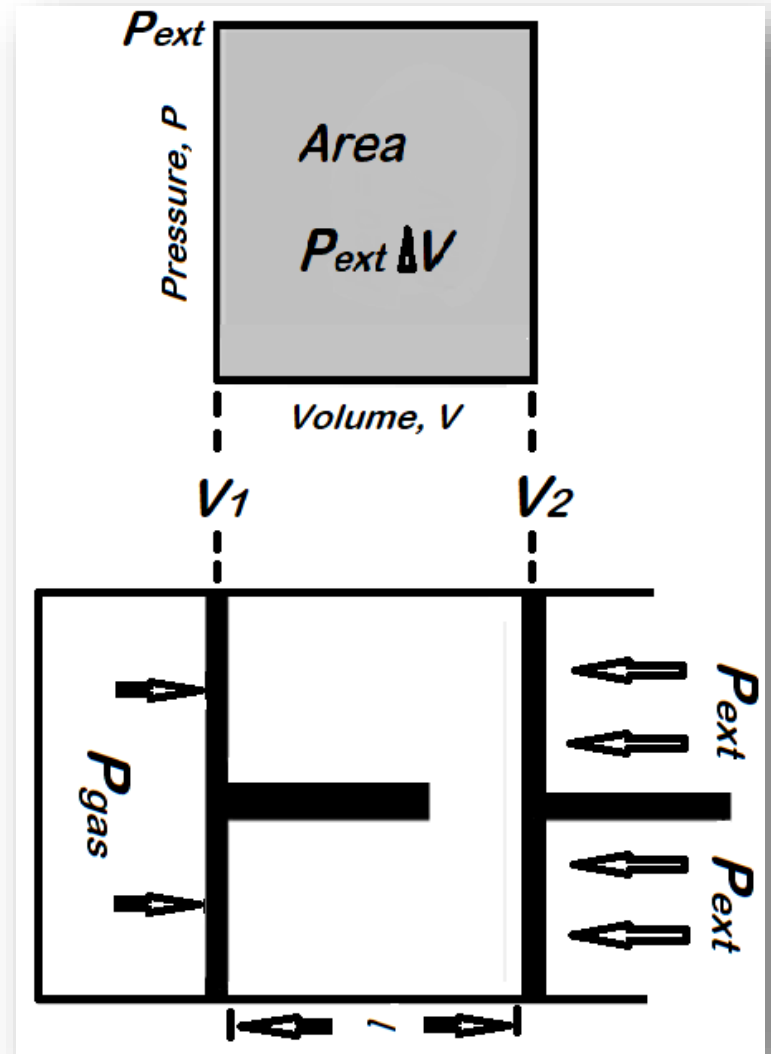 Pext
Pressure, P
Area
Pext ΔV
Volume, V
V1
V2
Pgas
Pext
Pext
l